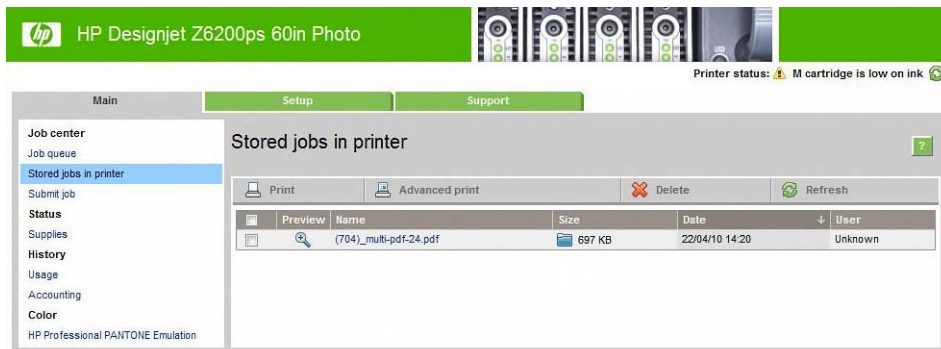 hp HP Designjet Z6200ps 60in Photo
Printer status: M cartridge is low on ink
Main Setup Support
Job center
Job queue
Stored jobs in printer
Submit job
Status
Supplies
History
Usage
Accounting
Color
HP Professional PANTONE Emulation
Stored jobs in printer
?
Print Advanced print Delete Refresh
Preview Name Size Date User
(704)_multi-pdf-24.pdf 697 KB 22/04/10 14:20 Unknown